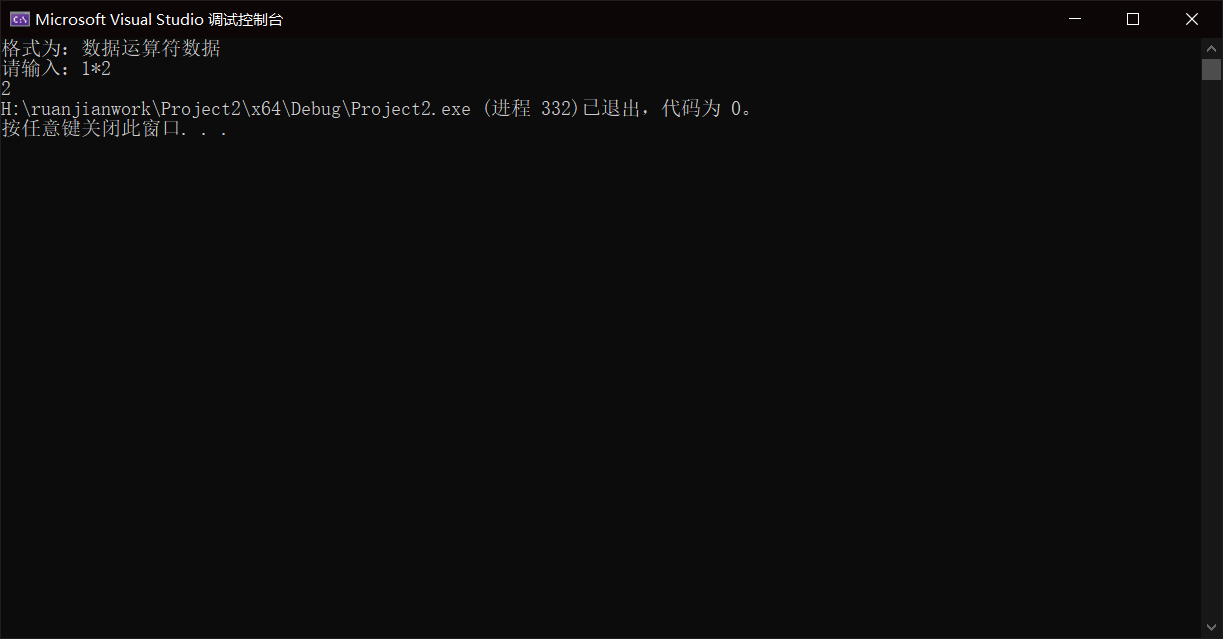 Microsoft Visual Studio 调试控制台
格式为：数据运算符数据
请输入：1*2
2
H:\ruanjianwork\Project2\x64\Debug\Project2.exe (进程 332)已退出，代码为 0。
按任意键关闭此窗口. . .